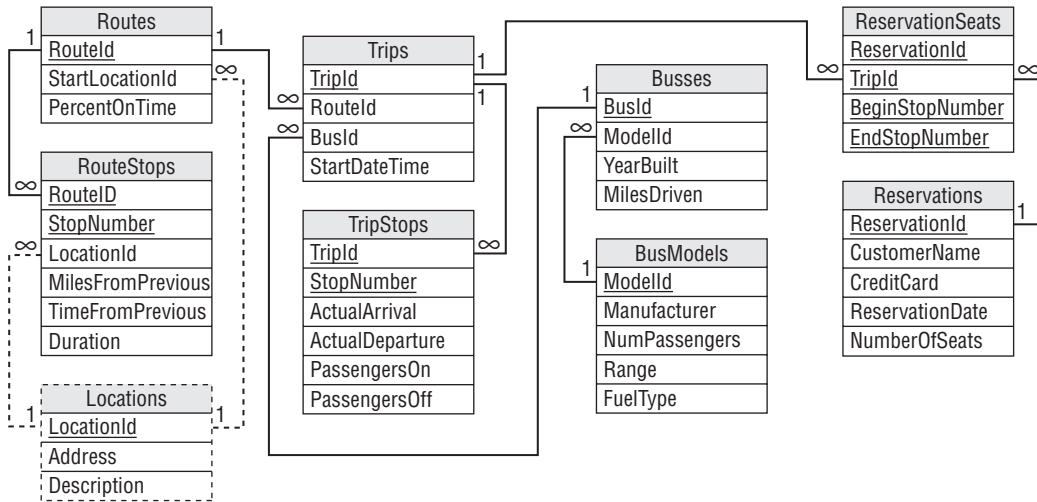 Routes
RouteId
StartLocationId
PercentOnTime
RouteStops
RouteID
StopNumber
LocationId
MilesFromPrevious
TimeFromPrevious
Duration
Locations
LocationId
Address
Description
Trips
TripId
RouteId
BusId
StartDateTime
TripStops
TripId
StopNumber
ActualArrival
ActualDeparture
PassengersOn
PassengersOff
Busses
BusId
ModelId
YearBuilt
MilesDriven
BusModels
ModelId
Manufacturer
NumPassengers
Range
FuelType
ReservationSeats
ReservationId
TripId
BeginStopNumber
EndStopNumber
Reservations
ReservationId
CustomerName
CreditCard
ReservationDate
NumberOfSeats
1
1
∞
∞
∞
1
1
∞
∞
1
1
∞
1
∞
1
∞
∞
1